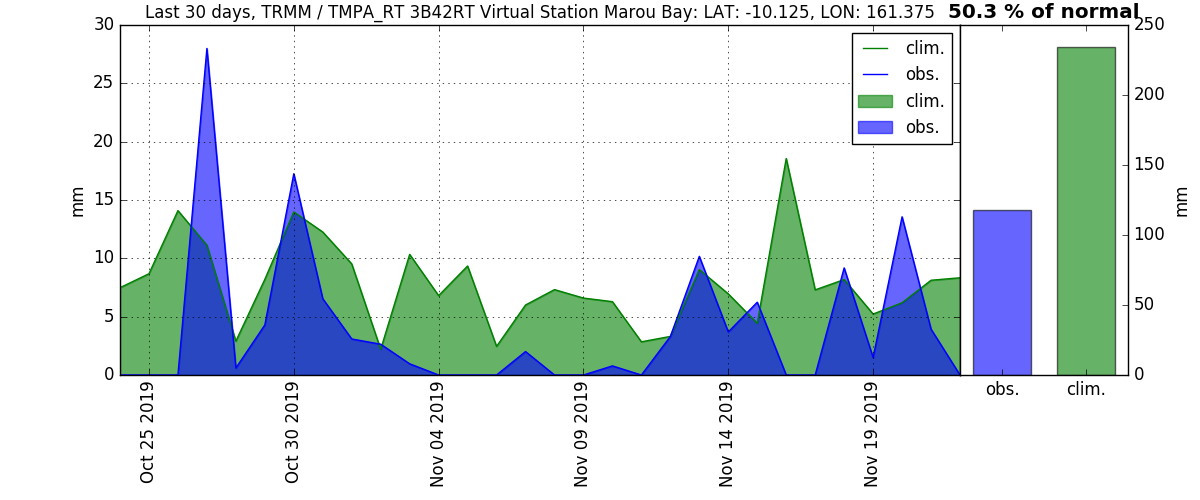 Last 30 days, TRMM / TMPA_RT 3B42RT Virtual Station Marou Bay: LAT: -10.125, LON: 161.375
50.3 % of normal
30
25
20
15
10
5
0
mm
clim.
obs.
clim.
obs.
Oct 25 2019
Oct 30 2019
Nov 04 2019
Nov 09 2019
Nov 14 2019
Nov 19 2019
250
200
150
100
50
0
mm
obs.
clim.